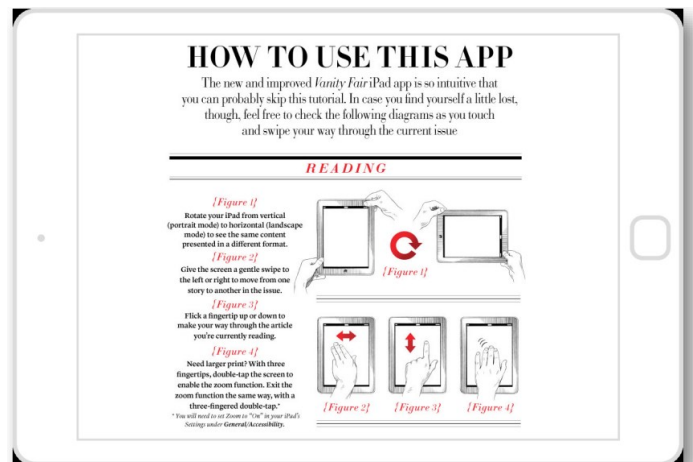 HOW TO USE THIS APP
The new and improved Vanity Fair iPad app is so intuitive that
you can probably skip this tutorial. In case you find yourself a little lost,
though, feel free to check the following diagrams as you touch
and swipe your way through the current issue
READING
{Figure 1}
Rotate your iPad from vertical
(portrait mode) to horizontal (landscape
mode) to see the same content
presented in a different format.
{Figure 2}
Give the screen a gentle swipe to
the left or right to move from one
story to another in the issue.
{Figure 3}
Flick a fingertip up or down to
make your way through the article
you're currently reading.
{Figure 4}
Need larger print? With three
fingertips, double-tap the screen to
enable the zoom function. Exit the
zoom function the same way, with a
three-fingered double-tap.*
* You will need to set Zoom to "On" in your iPad's
Settings under General/Accessibility.
{Figure 1}
{Figure 2} {Figure 3} {Figure 4}